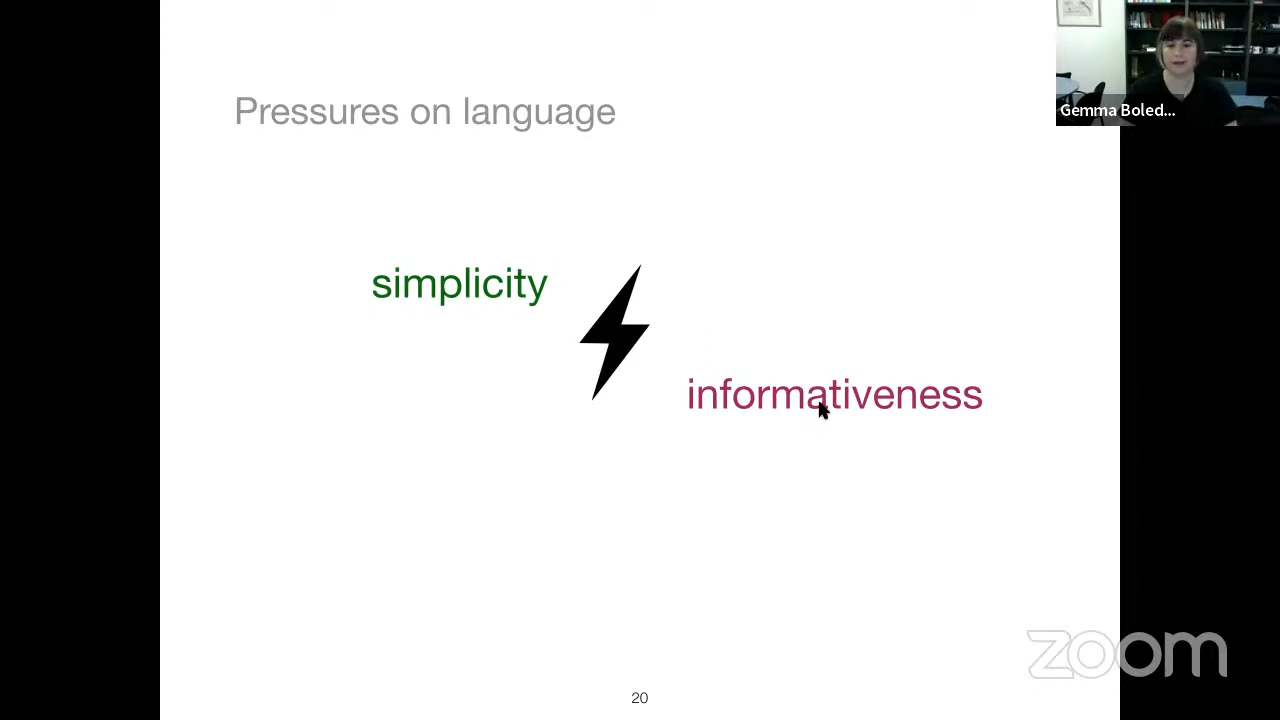 Pressures on language
Gemma Boled...
simplicity
informativeness
zoom
20